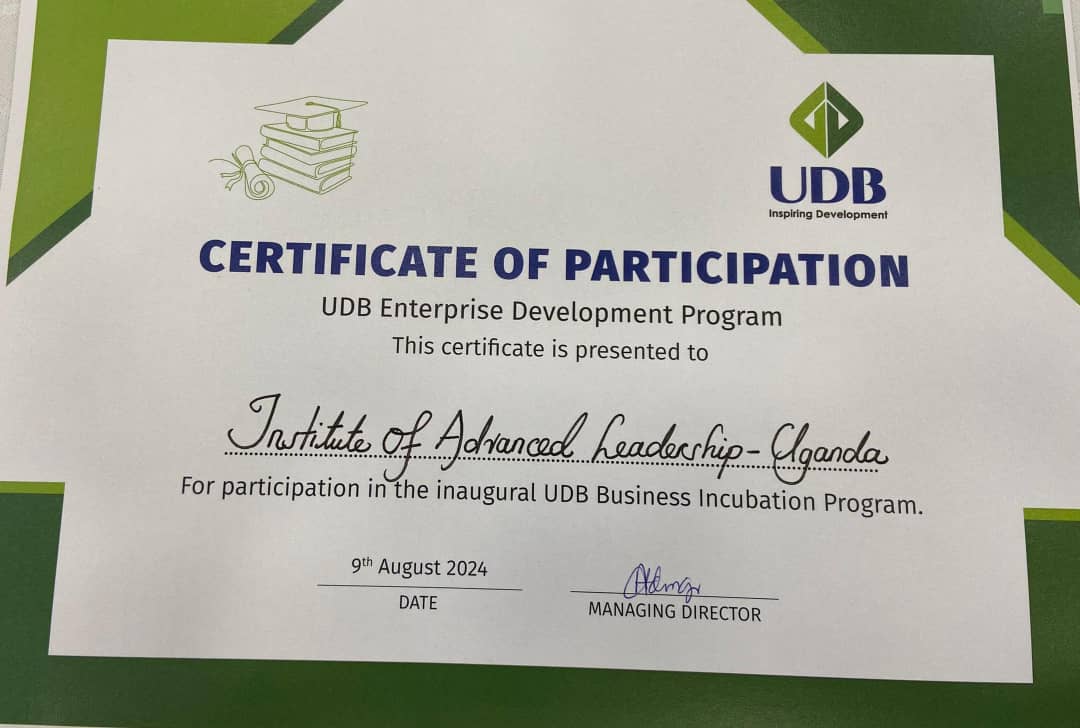 UDB
Inspiring Development
CERTIFICATE OF PARTICIPATION
UDB Enterprise Development Program
This certificate is presented to
Institute of Advanced Leadership - Uganda
For participation in the inaugural UDB Business Incubation Program.
9th August 2024
DATE
MANAGING DIRECTOR